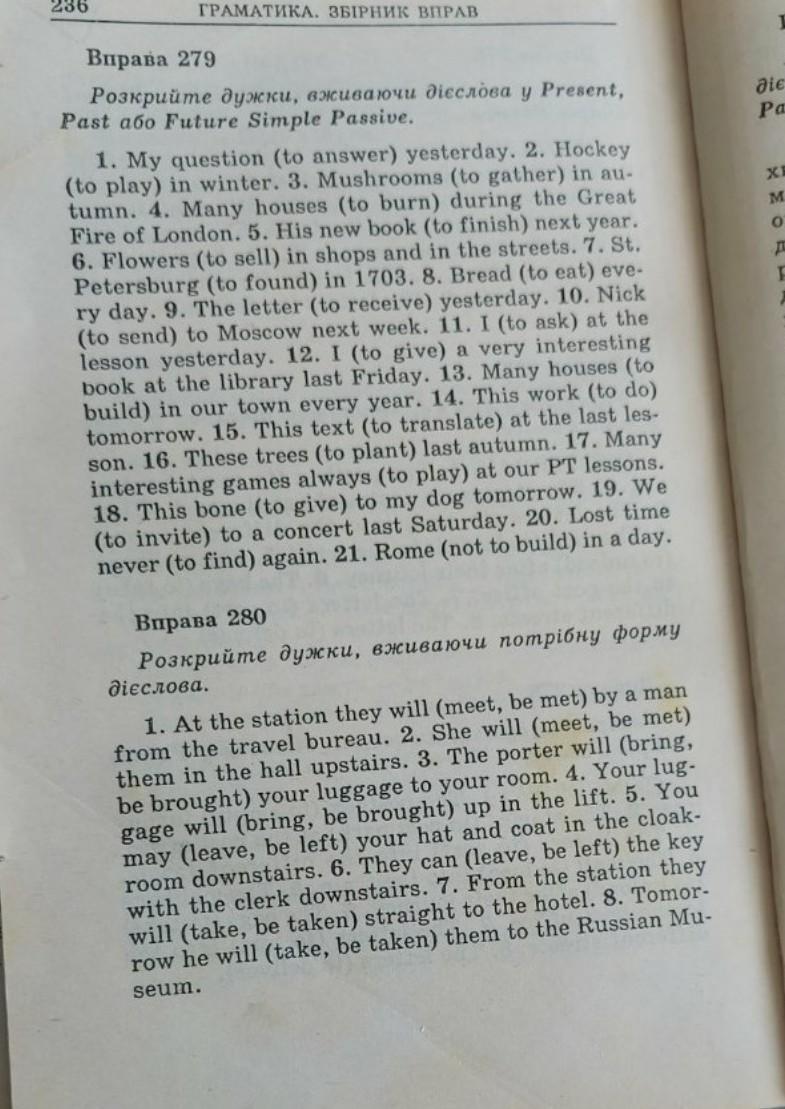 236
ГРАМАТИКА. ЗБІРНИК ВПРАВ
Вправа 279
Розкрийте дужки, вживаючи дієслова у Present,
Past або Future Simple Passive.
1. My question (to answer) yesterday. 2. Hockey
(to play) in winter. 3. Mushrooms (to gather) in au-
tumn. 4. Many houses (to burn) during the Great
Fire of London. 5. His new book (to finish) next year.
6. Flowers (to sell) in shops and in the streets. 7. St.
Petersburg (to found) in 1703. 8. Bread (to eat) eve-
ry day. 9. The letter (to receive) yesterday. 10. Nick
(to send) to Moscow next week. 11. I (to ask) at the
lesson yesterday. 12. I (to give) a very interesting
book at the library last Friday. 13. Many houses (to
build) in our town every year. 14. This work (to do)
tomorrow. 15. This text (to translate) at the last les-
son. 16. These trees (to plant) last autumn. 17. Many
interesting games always (to play) at our PT lessons.
18. This bone (to give) to my dog tomorrow. 19. We
(to invite) to a concert last Saturday. 20. Lost time
never (to find) again. 21. Rome (not to build) in a day.
Вправа 280
Розкрийте дужки, вживаючи потрібну форму
дієслова.
1. At the station they will (meet, be met) by a man
from the travel bureau. 2. She will (meet, be met)
them in the hall upstairs. 3. The porter will (bring,
be brought) your luggage to your room. 4. Your lug-
gage will (bring, be brought) up in the lift. 5. You
may (leave, be left) your hat and coat in the cloak-
room downstairs. 6. They can (leave, be left) the key
with the clerk downstairs. 7. From the station they
will (take, be taken) straight to the hotel. 8. Tomor-
row he will (take, be taken) them to the Russian Mu-
seum.